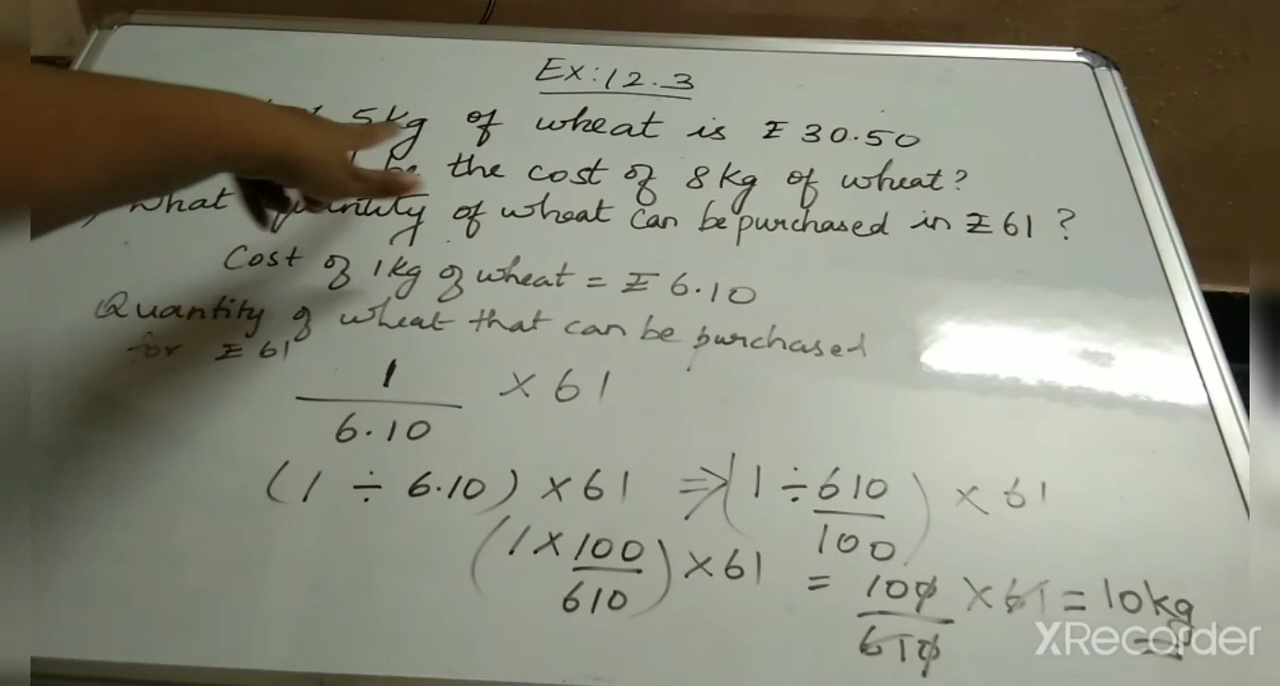 Ex: 12.3
5kg of wheat is ₹ 30.50
be the cost of 8kg of wheat?
What quantity of wheat can be purchased in ₹ 61 ?
Cost of 1kg of wheat = ₹ 6.10
Quantity of wheat that can be purchased
for ₹ 61
1/6.10 × 61
(1 ÷ 6.10) × 61 ⇒ (1 ÷ 610/100) × 61
(1 × 100/610) × 61 = 100/610 × 61 = 10kg
XRecorder